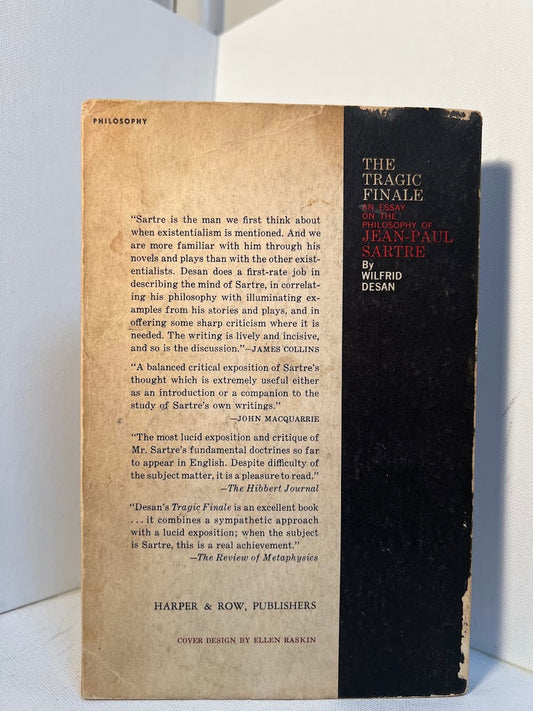 PHILOSOPHY
"Sartre is the man we first think about
when existentialism is mentioned. And we
are more familiar with him through his
novels and plays than with the other exist-
entialists. Desan does a first-rate job in
describing the mind of Sartre, in correlat-
ing his philosophy with illuminating ex-
amples from his stories and plays, and in
offering some sharp criticism where it is
needed. The writing is lively and incisive,
and so is the discussion."—JAMES COLLINS
"A balanced critical exposition of Sartre's
thought which is extremely useful either
as an introduction or a companion to the
study of Sartre's own writings."
—JOHN MACQUARRIE
"The most lucid exposition and critique of
Mr. Sartre's fundamental doctrines so far
to appear in English. Despite difficulty of
the subject matter, it is a pleasure to read."
—The Hibbert Journal
"Desan's Tragic Finale is an excellent book
... it combines a sympathetic approach
with a lucid exposition; when the subject
is Sartre, this is a real achievement."
—The Review of Metaphysics
HARPER & ROW, PUBLISHERS
COVER DESIGN BY ELLEN RASKIN
THE
TRAGIC
FINALE
AN ESSAY
ON THE
PHILOSOPHY OF
JEAN-PAUL
SARTRE
By
WILFRID
DESAN